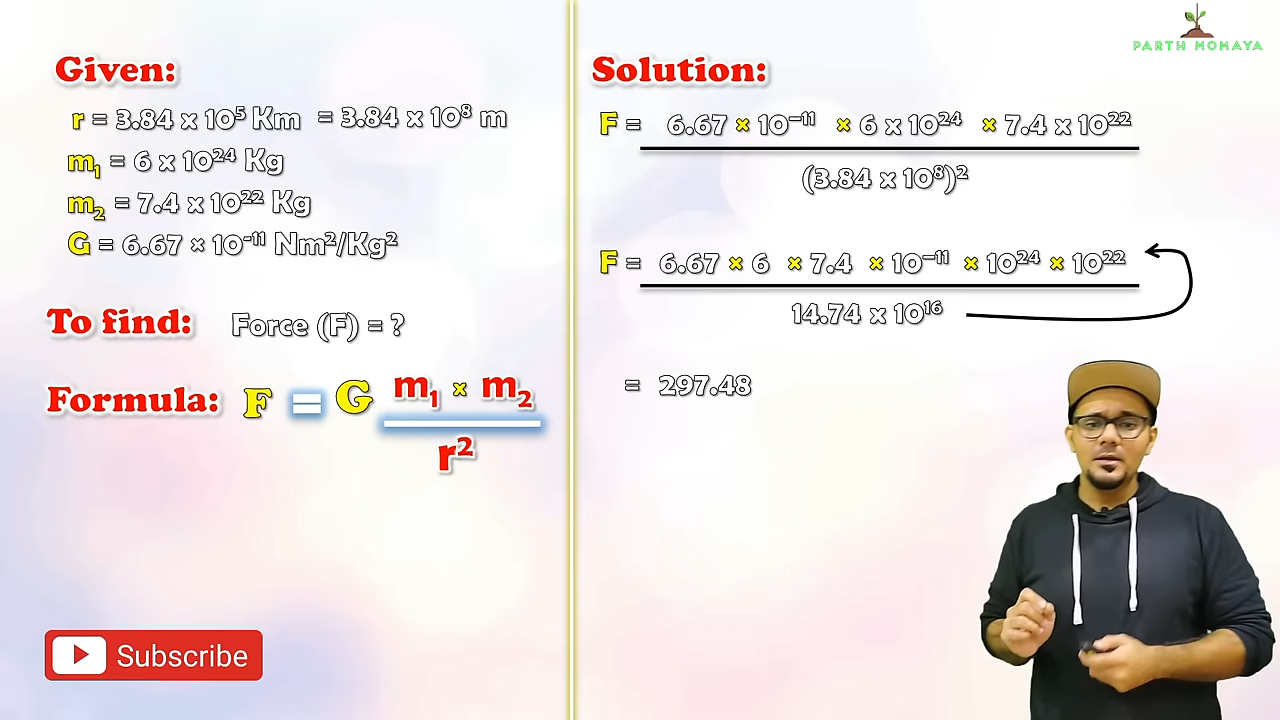 PARTH MOMAYA
Given:
r = 3.84 x 10⁵ Km = 3.84 x 10⁸ m
m₁ = 6 x 10²⁴ Kg
m₂ = 7.4 x 10²² Kg
G = 6.67 × 10⁻¹¹ Nm²/Kg²
To find: Force (F) = ?
Formula: F = G m₁ × m₂
r²
Subscribe
Solution:
F = 6.67 × 10⁻¹¹ × 6 x 10²⁴ × 7.4 x 10²²
(3.84 x 10⁸)²
F = 6.67 × 6 × 7.4 × 10⁻¹¹ × 10²⁴ × 10²²
14.74 x 10¹⁶
= 297.48